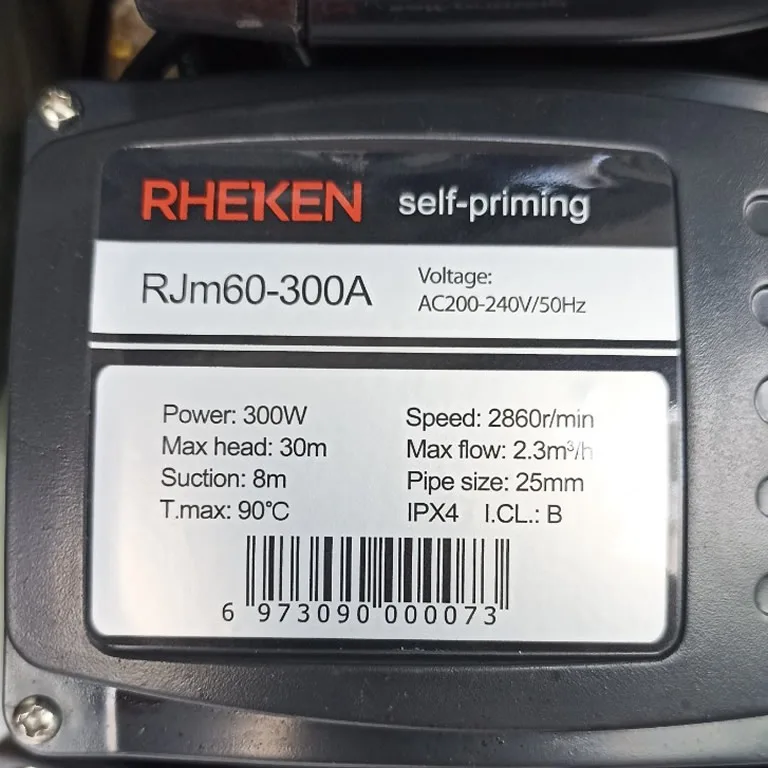 RHEKEN self-priming
RJm60-300A
Voltage:
AC200-240V/50Hz
Power: 300W
Speed: 2860r/min
Max head: 30m
Max flow: 2.3m³/h
Suction: 8m
Pipe size: 25mm
T.max: 90°C
IPX4 I.CL.: B
6 973090 000073